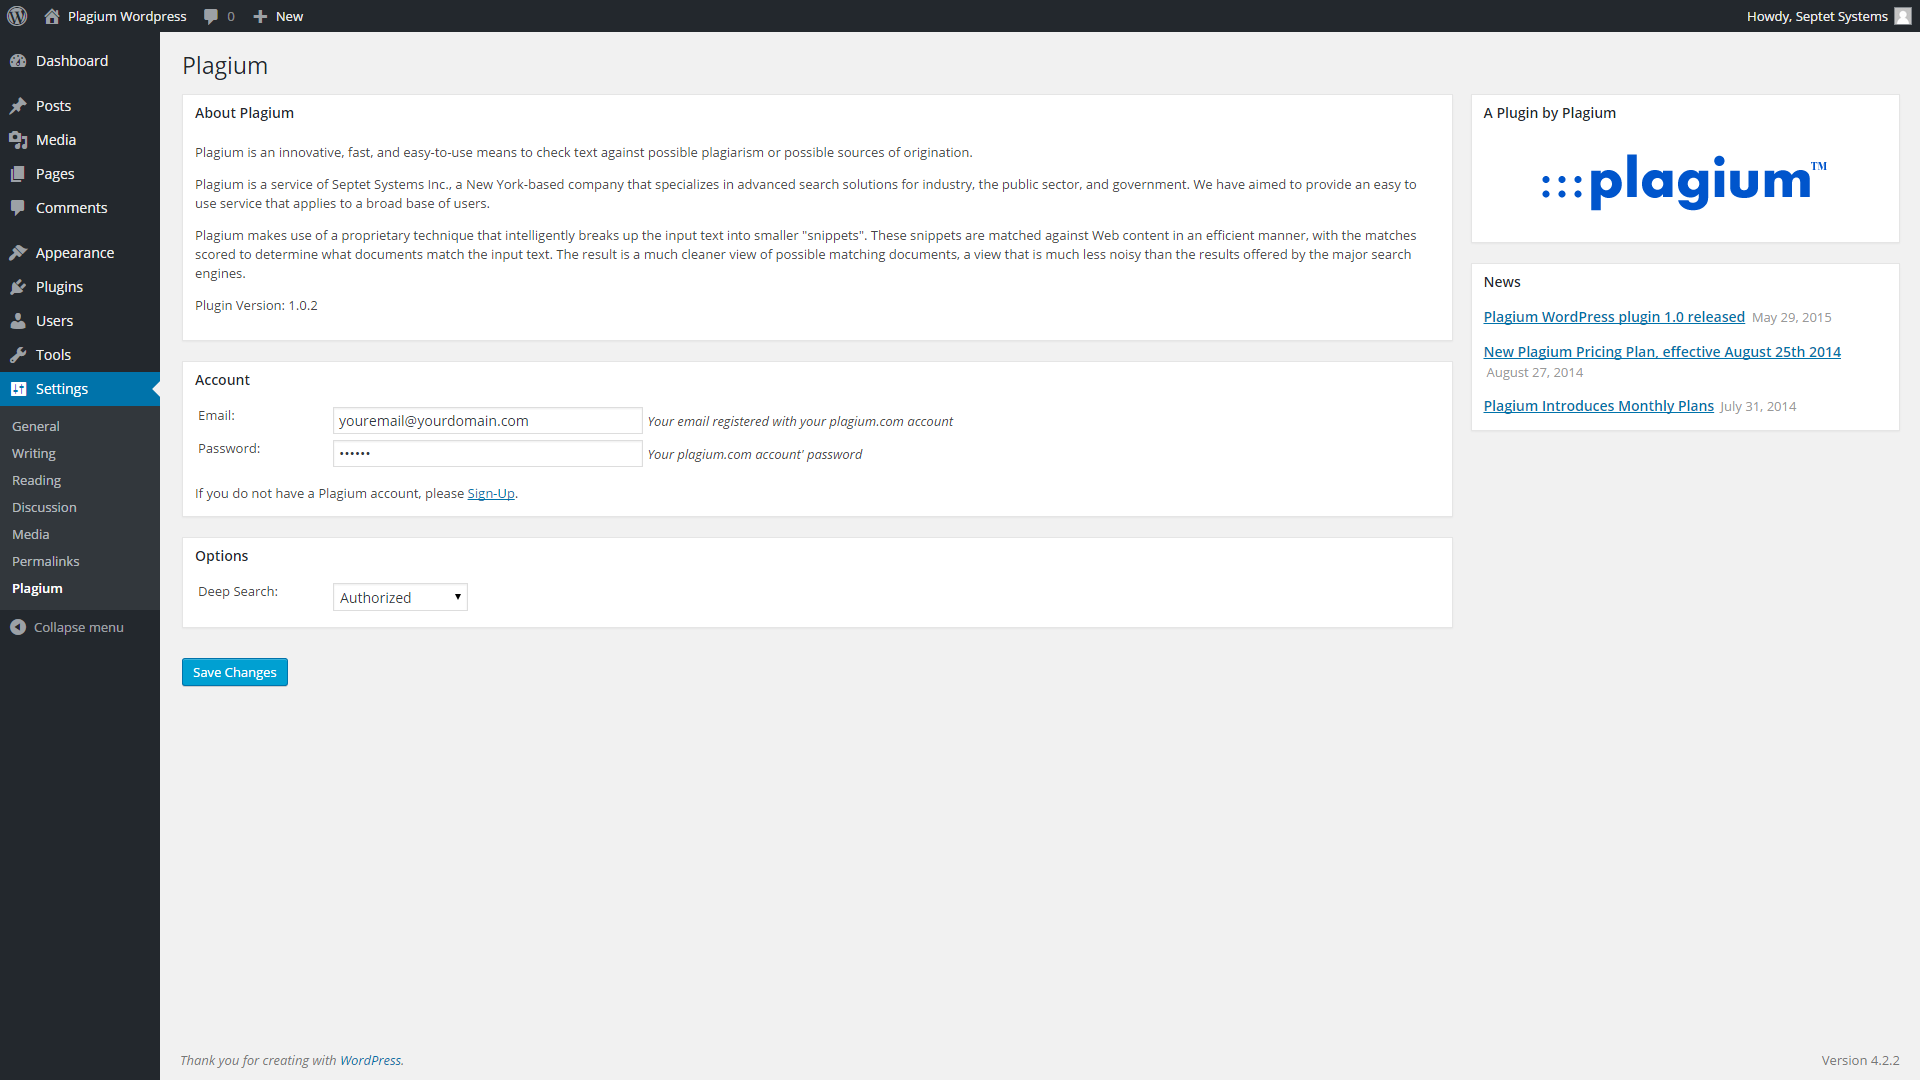 Plagium Wordpress
0
New
Howdy, Septet Systems
Dashboard
Posts
Media
Pages
Comments
Appearance
Plugins
Users
Tools
Settings
General
Writing
Reading
Discussion
Media
Permalinks
Plagium
Collapse menu
Plagium
About Plagium
Plagium is an innovative, fast, and easy-to-use means to check text against possible plagiarism or possible sources of origination.
Plagium is a service of Septet Systems Inc., a New York-based company that specializes in advanced search solutions for industry, the public sector, and government. We have aimed to provide an easy to
use service that applies to a broad base of users.
Plagium makes use of a proprietary technique that intelligently breaks up the input text into smaller "snippets". These snippets are matched against Web content in an efficient manner, with the matches
scored to determine what documents match the input text. The result is a much cleaner view of possible matching documents, a view that is much less noisy than the results offered by the major search
engines.
Plugin Version: 1.0.2
Account
Email:
youremail@yourdomain.com
Your email registered with your plagium.com account
Password:
••••••
Your plagium.com account' password
If you do not have a Plagium account, please Sign-Up.
Options
Deep Search:
Authorized
Save Changes
A Plugin by Plagium
:::plagium™
News
Plagium WordPress plugin 1.0 released May 29, 2015
New Plagium Pricing Plan, effective August 25th 2014
August 27, 2014
Plagium Introduces Monthly Plans July 31, 2014
Thank you for creating with WordPress.
Version 4.2.2